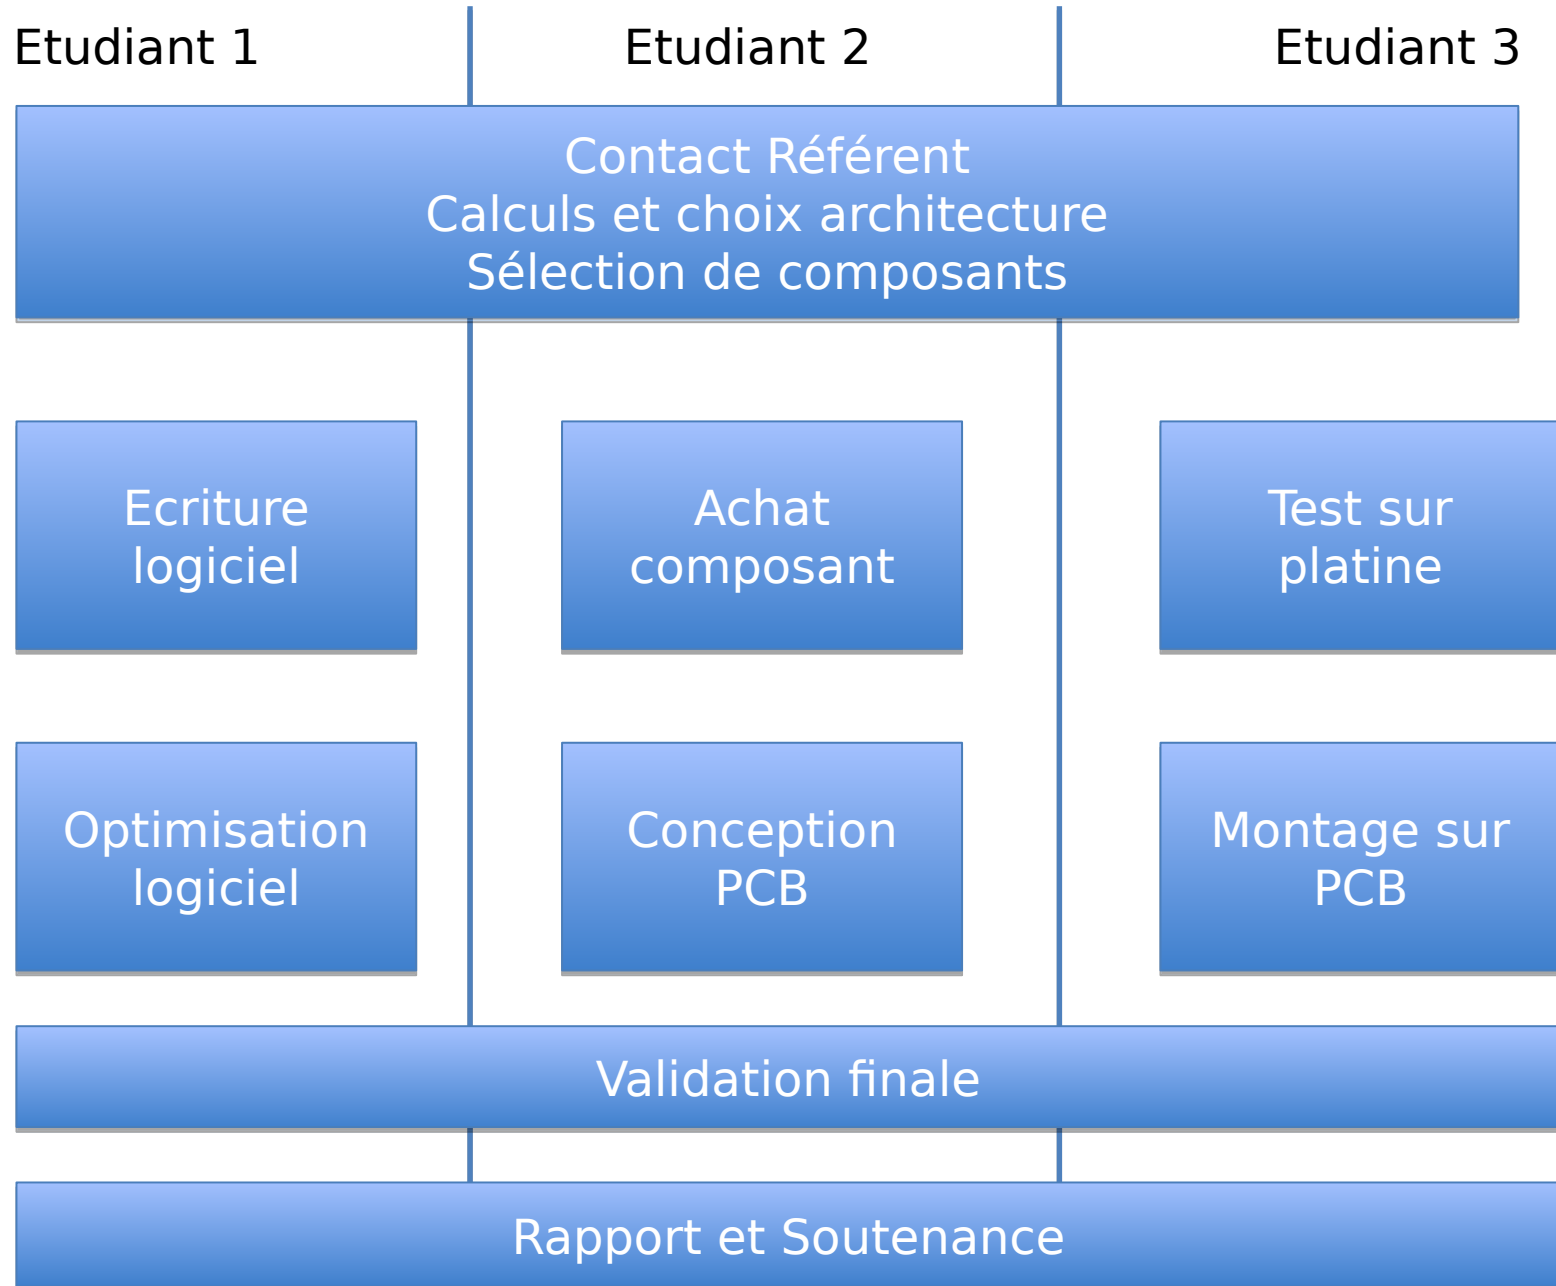 Etudiant 1
Etudiant 2
Etudiant 3
Contact Référent
Calculs et choix architecture
Sélection de composants
Ecriture
logiciel
Achat
composant
Test sur
platine
Optimisation
logiciel
Conception
PCB
Montage sur
PCB
Validation finale
Rapport et Soutenance